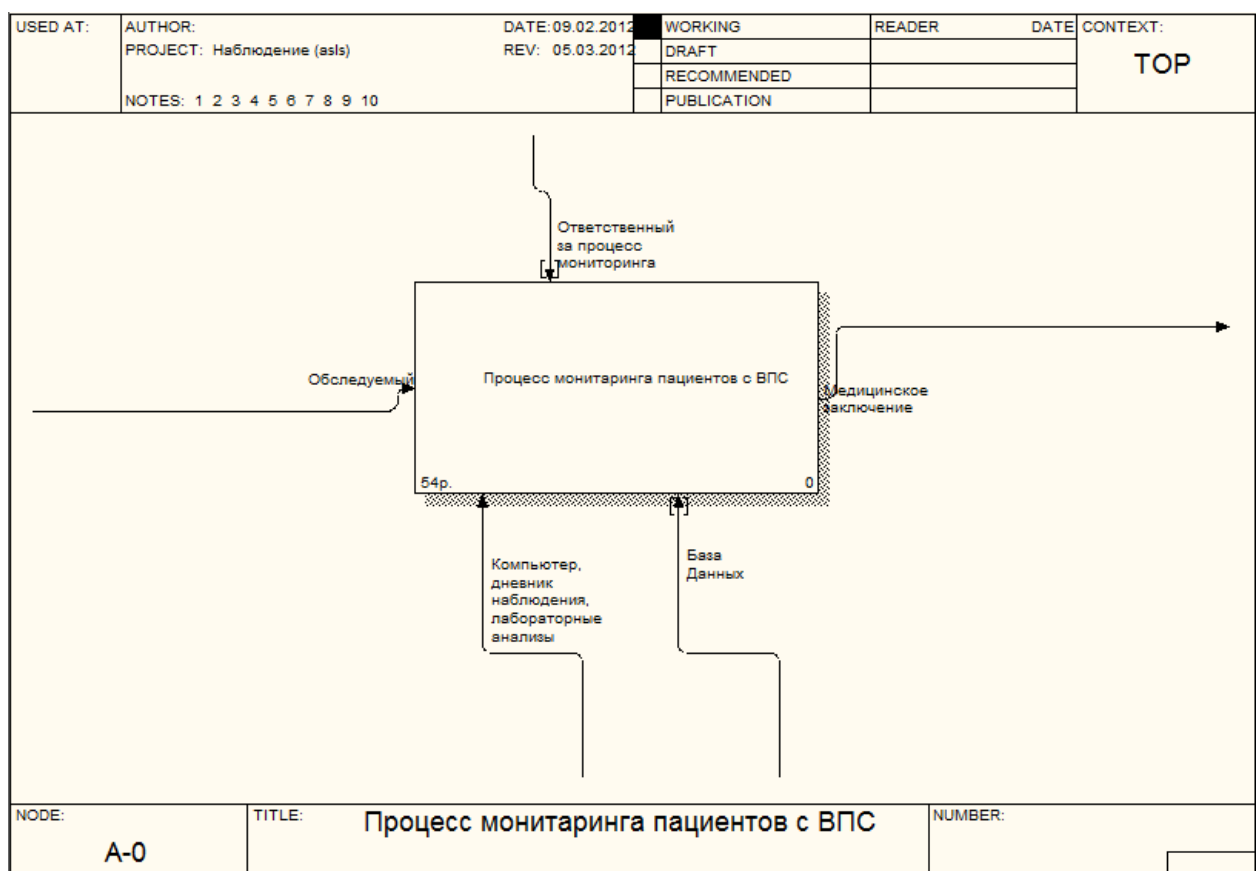 USED AT:
AUTHOR:
DATE: 09.02.2012
PROJECT: Наблюдение (asls)
REV: 05.03.2012
NOTES: 1 2 3 4 5 6 7 8 9 10
WORKING
DRAFT
RECOMMENDED
PUBLICATION
READER
DATE
CONTEXT:
TOP
Ответственный
за процесс
мониторинга
Обследуемый
Процесс монитаринга пациентов с ВПС
54р.
0
Медицинское
заключение
Компьютер,
дневник
наблюдения,
лабораторные
анализы
База
Данных
NODE:
A-0
TITLE:
Процесс монитаринга пациентов с ВПС
NUMBER: